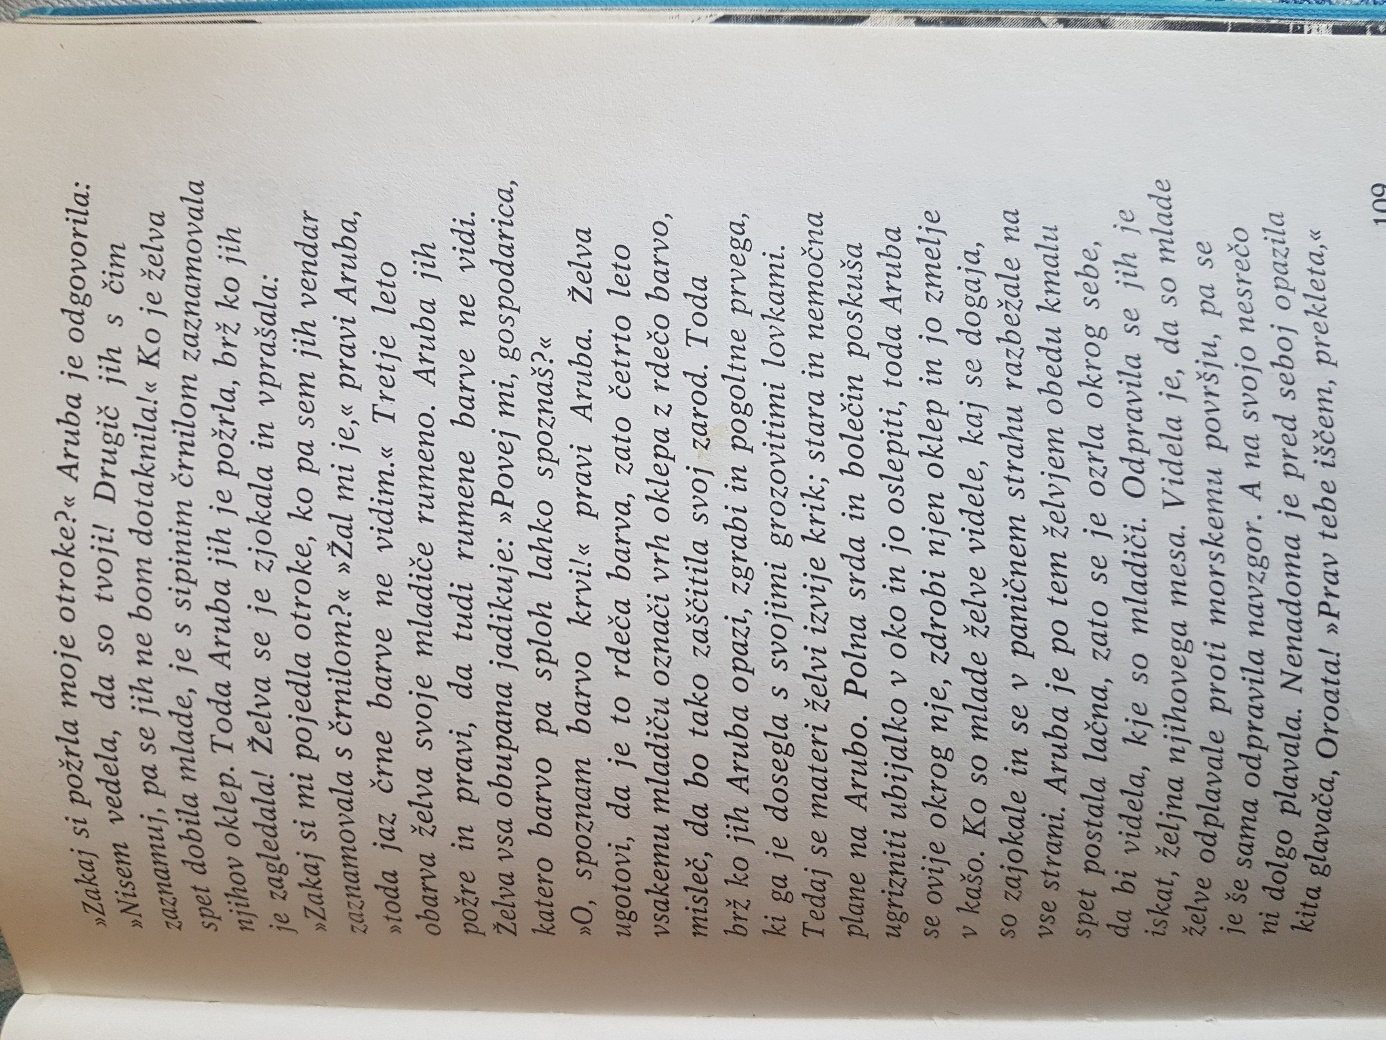 »Zakaj si požrla moje otroke?« Aruba je odgovorila:
»Nisem vedela, da so tvoji! Drugič jih s čim
zaznamuj, pa se jih ne bom dotaknila!« Ko je želva
spet dobila mlade, je s sipinim črnilom zaznamovala
njihov oklep. Toda Aruba jih je požrla, brž ko jih
je zagledala! Želva se je zjokala in vprašala:
»Zakaj si mi pojedla otroke, ko pa sem jih vendar
zaznamovala s črnilom?« »Žal mi je,« pravi Aruba,
»toda jaz črne barve ne vidim.« Tretje leto
obarva želva svoje mladiče rumeno. Aruba jih
požre in pravi, da tudi rumene barve ne vidi.
Želva vsa obupana jadikuje: »Povej mi, gospodarica,
katero barvo pa sploh lahko spoznaš?«
»O, spoznam barvo krvi!« pravi Aruba. Želva
ugotovi, da je to rdeča barva, zato četrto leto
vsakemu mladiču označi vrh oklepa z rdečo barvo,
misleč, da bo tako zaščitila svoj zarod. Toda
brž ko jih Aruba opazi, zgrabi in pogoltne prvega,
ki ga je dosegla s svojimi grozovitimi lovkami.
Tedaj se materi želvi izvije krik; stara in nemočna
plane na Arubo. Polna srda in bolečin poskuša
ugrizniti ubijalko v oko in jo oslepiti, toda Aruba
se ovije okrog nje, zdrobi njen oklep in jo zmelje
v kašo. Ko so mlade želve videle, kaj se dogaja,
so zajokale in se v paničnem strahu razbežale na
vse strani. Aruba je po tem želvjem obedu kmalu
spet postala lačna, zato se je ozrla okrog sebe,
da bi videla, kje so mladiči. Odpravila se jih je
iskat, željna njihovega mesa. Videla je, da so mlade
želve odplavale proti morskemu površju, pa se
je še sama odpravila navzgor. A na svojo nesrečo
ni dolgo plavala. Nenadoma je pred seboj opazila
kita glavača, Oroata! »Prav tebe iščem, prekleta,«
109